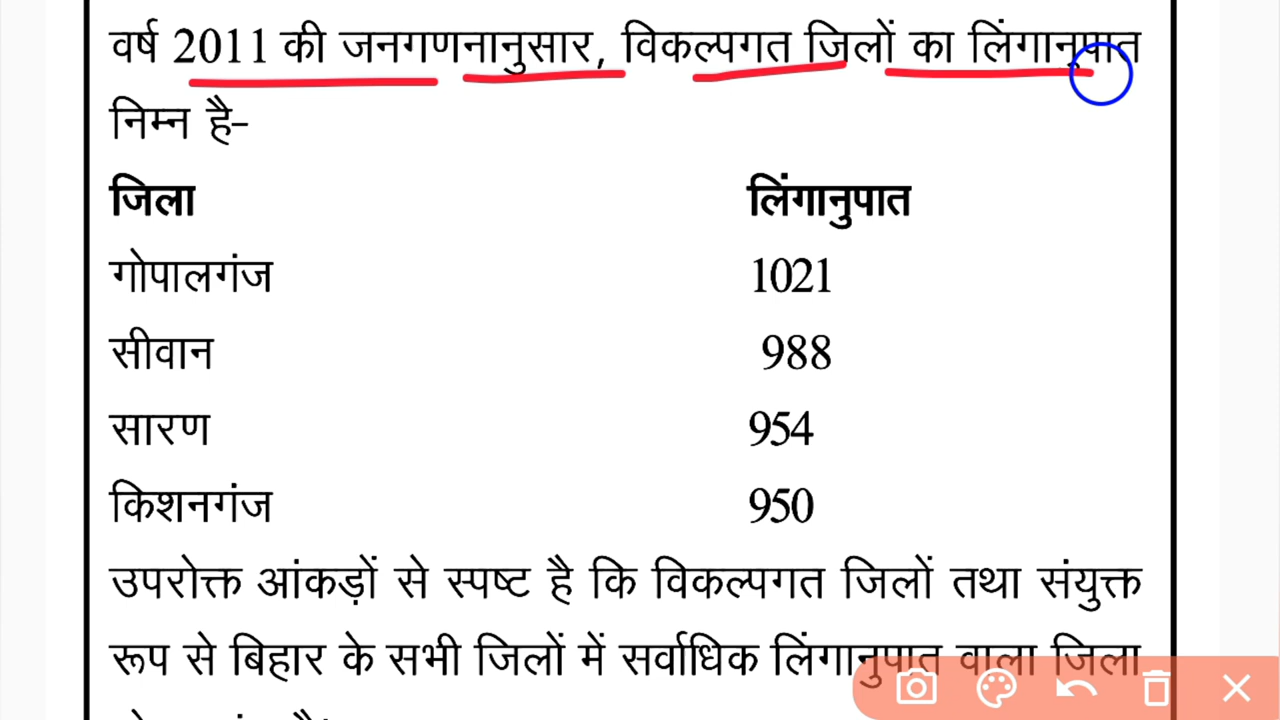 वर्ष 2011 की जनगणनानुसार, विकल्पगत जिलों का लिंगानुपात
निम्न है-
जिला लिंगानुपात
गोपालगंज 1021
सीवान 988
सारण 954
किशनगंज 950
उपरोक्त आंकड़ों से स्पष्ट है कि विकल्पगत जिलों तथा संयुक्त
रूप से बिहार के सभी जिलों में सर्वाधिक लिंगानुपात वाला जिला